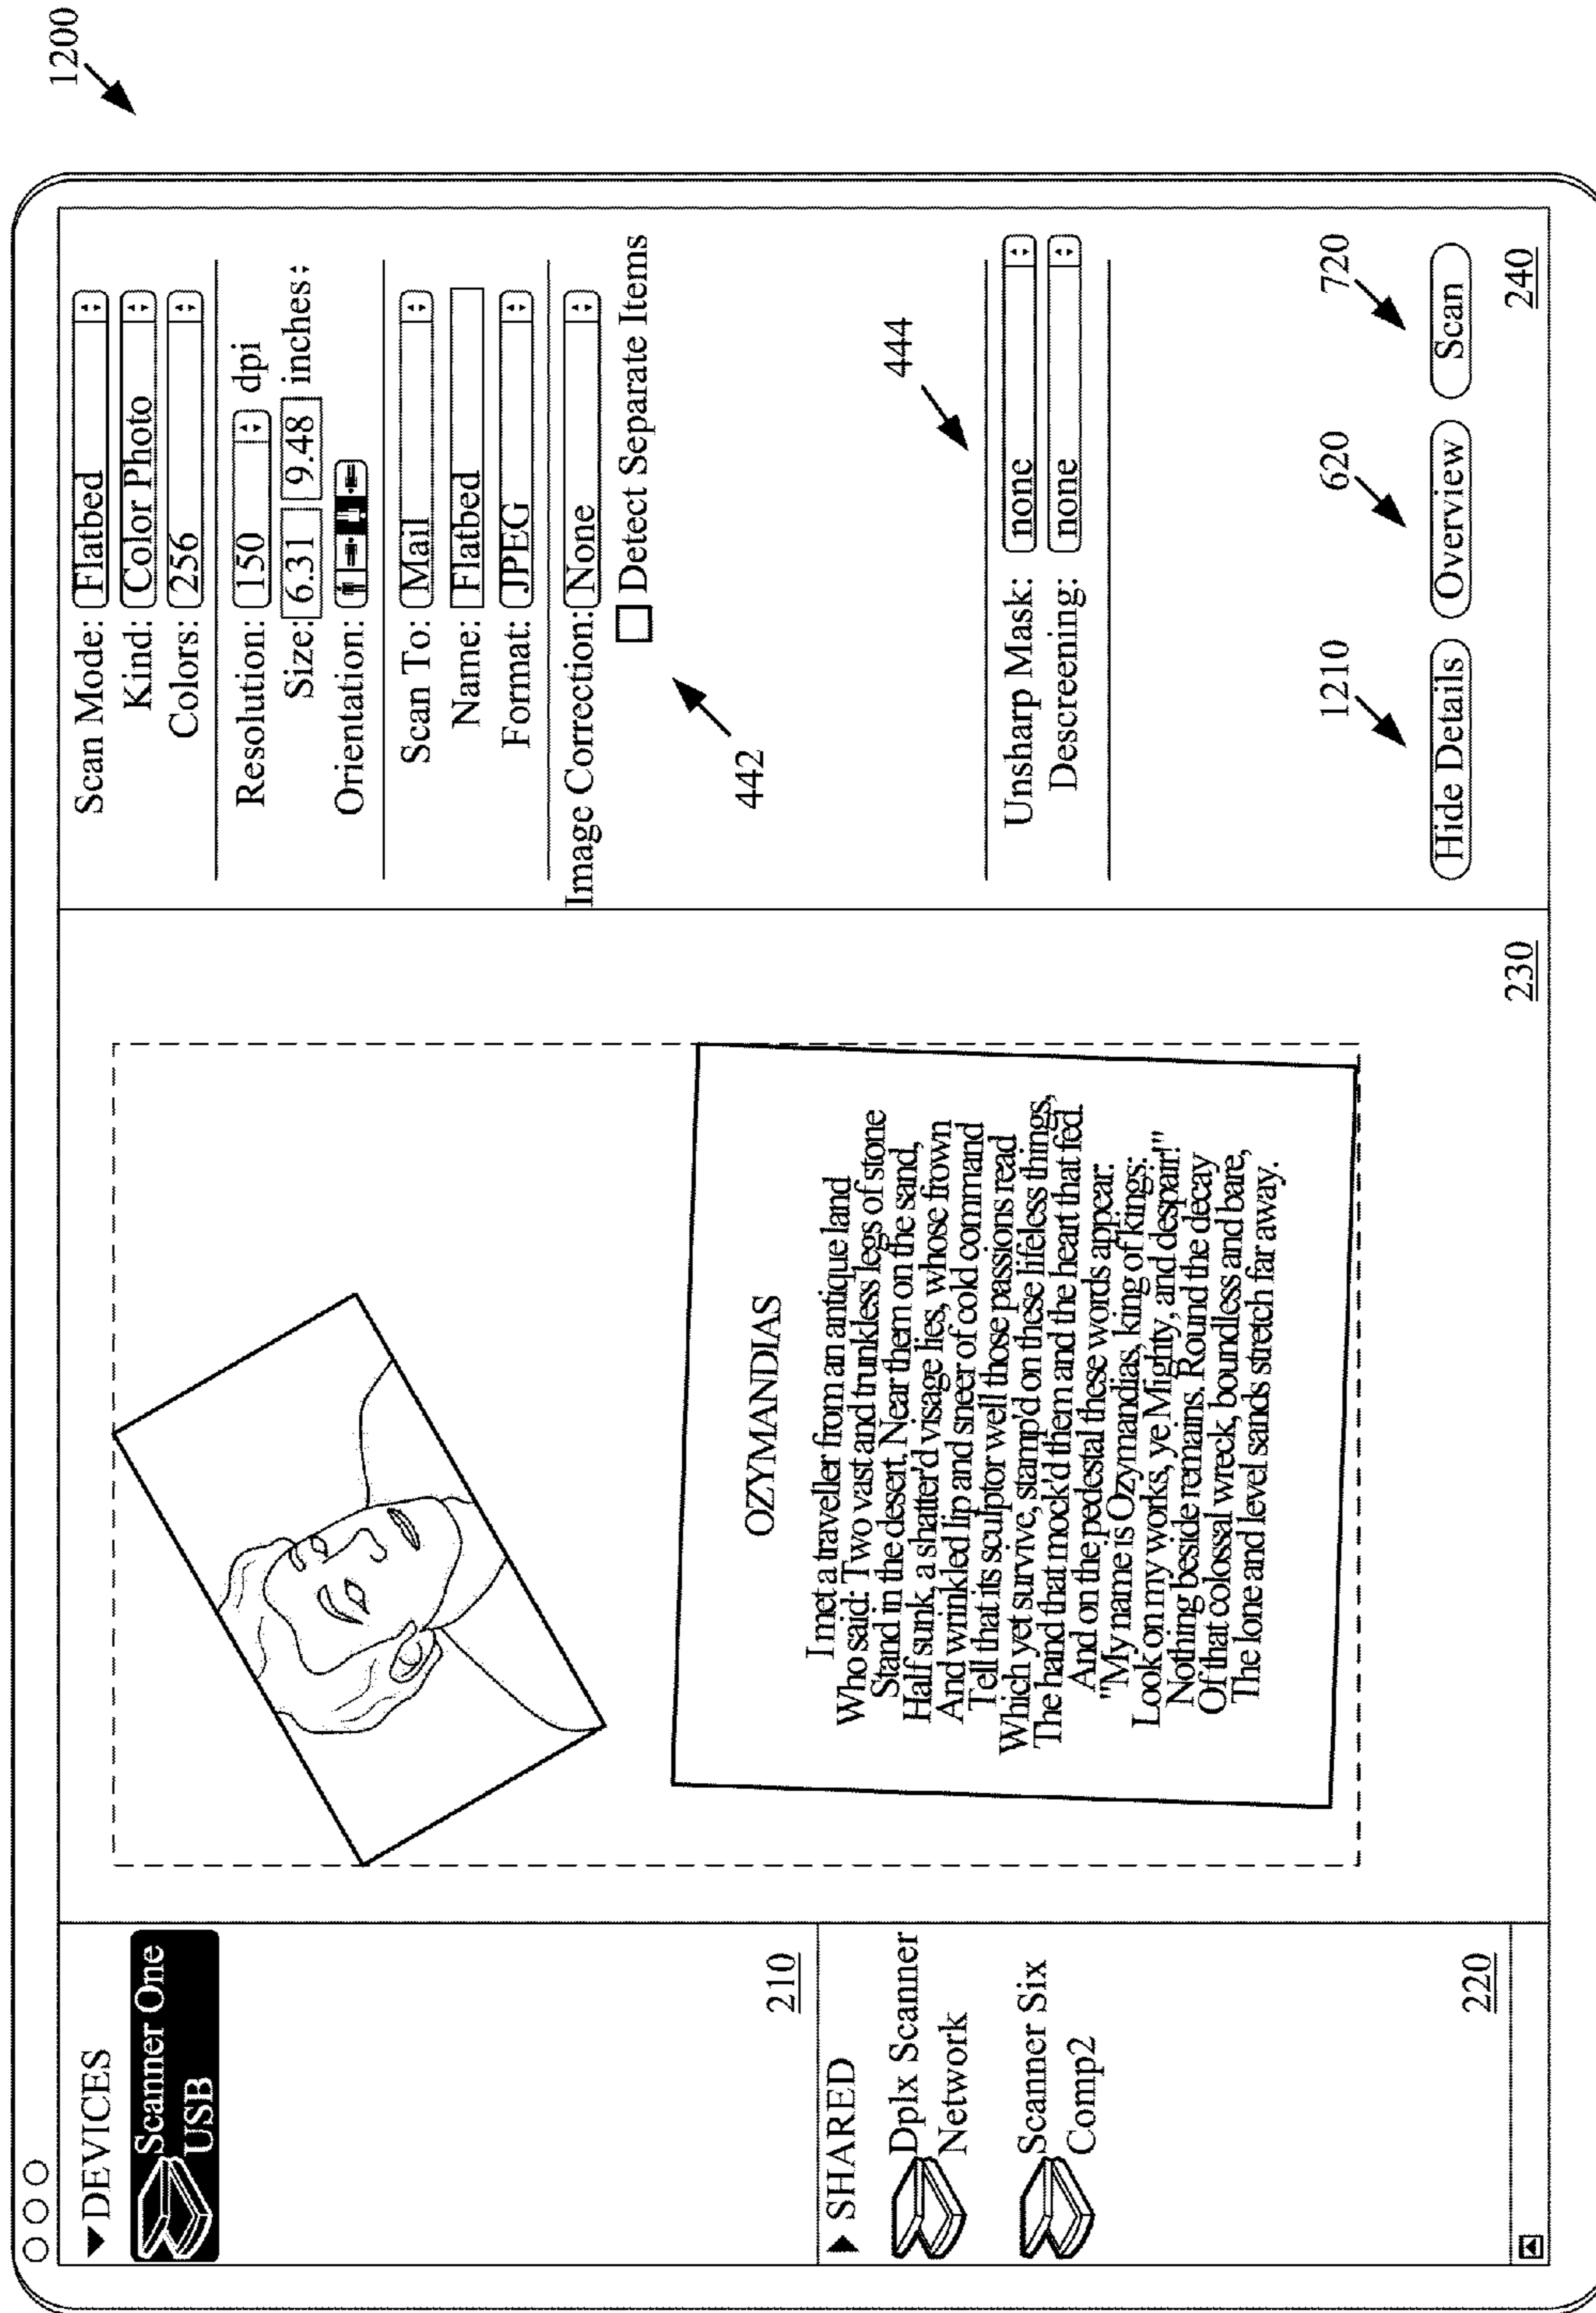 1200
▼DEVICES
Scanner One
USB
210
▶ SHARED
Dplx Scanner
Network
Scanner Six
Comp2
220
OZYMANDIAS
I met a traveller from an antique land
Who said: Two vast and trunkless legs of stone
Stand in the desert. Near them on the sand,
Half sunk, a shatter'd visage lies, whose frown
And wrinkled lip and sneer of cold command
Tell that its sculptor well those passions read
Which yet survive, stamp'd on these lifeless things,
The hand that mock'd them and the heart that fed.
And on the pedestal these words appear:
"My name is Ozymandias, king of kings:
Look on my works, ye Mighty, and despair!"
Nothing beside remains. Round the decay
Of that colossal wreck, boundless and bare,
The lone and level sands stretch far away.
230
Scan Mode: Flatbed
Kind: Color Photo
Colors: 256
Resolution: 150 dpi
Size: 6.31 9.48 inches
Orientation:
Scan To: Mail
Name: Flatbed
Format: JPEG
Image Correction: None
Detect Separate Items
442
444
Unsharp Mask: none
Descreening: none
1210 620 720
Hide Details Overview Scan
240